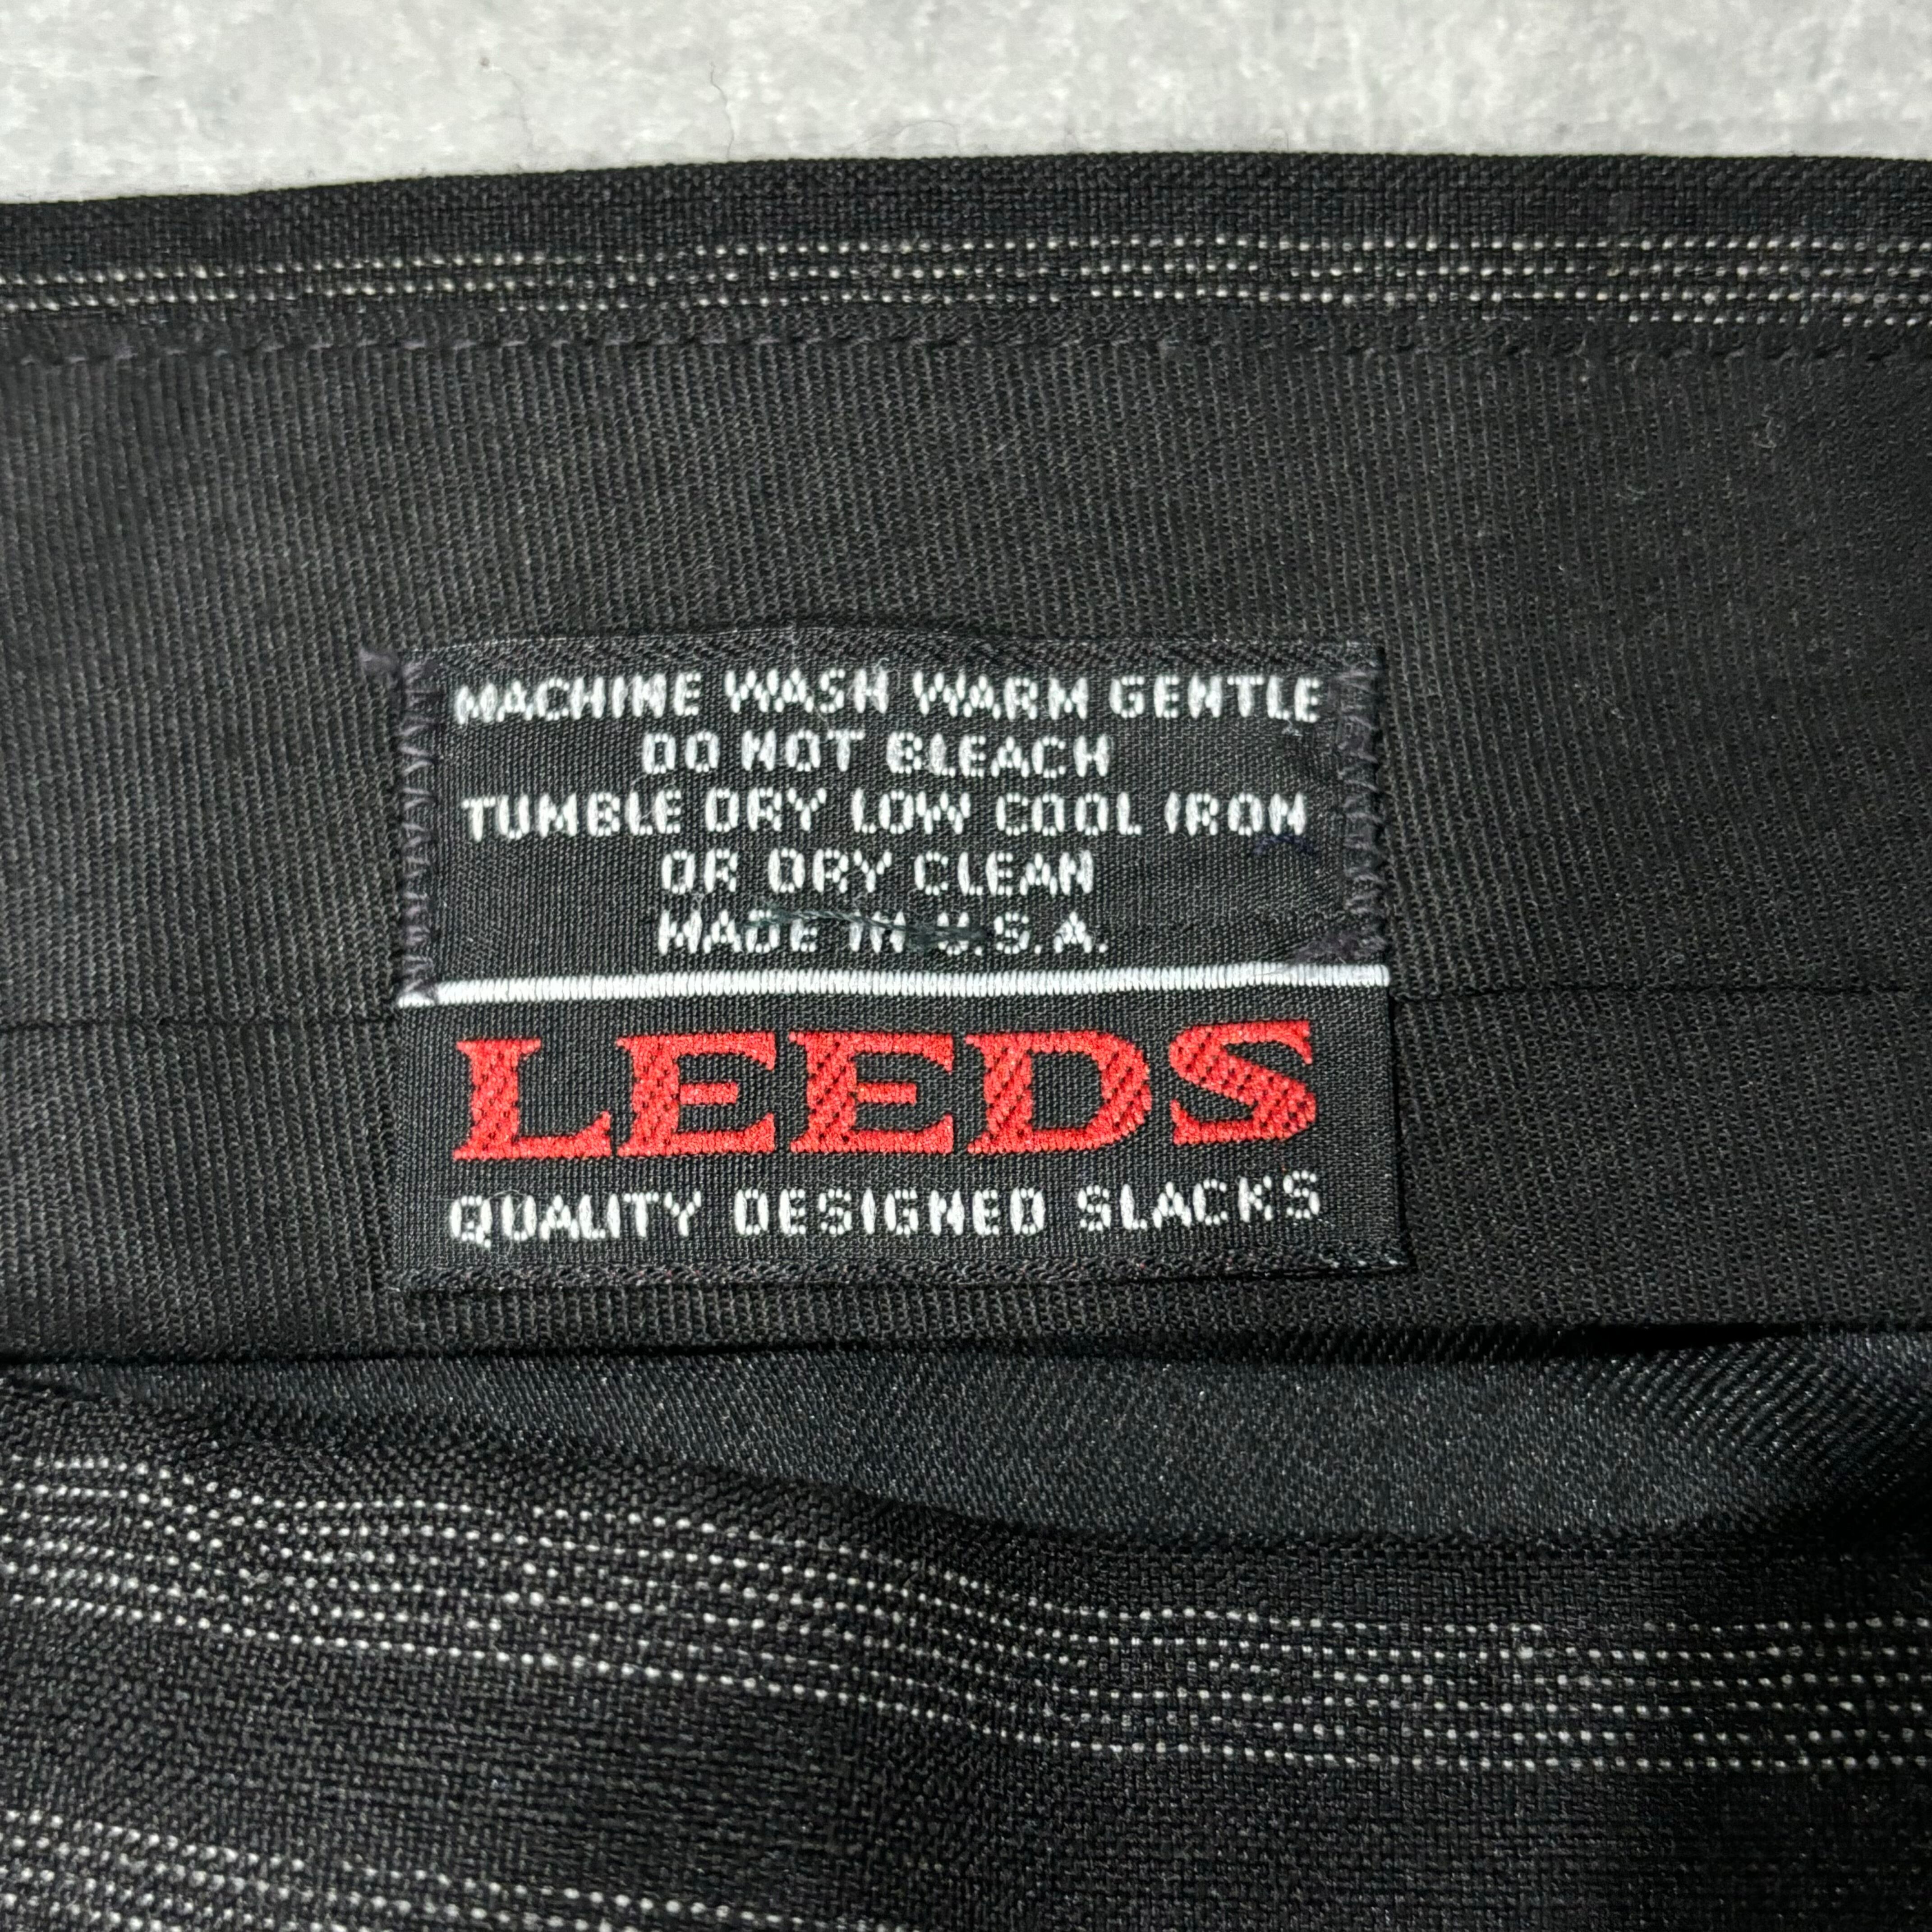 MACHINE WASH WARM GENTLE
DO NOT BLEACH
TUMBLE DRY LOW COOL IRON
OR DRY CLEAN
MADE IN U.S.A.
LEEDS
QUALITY DESIGNED SLACKS